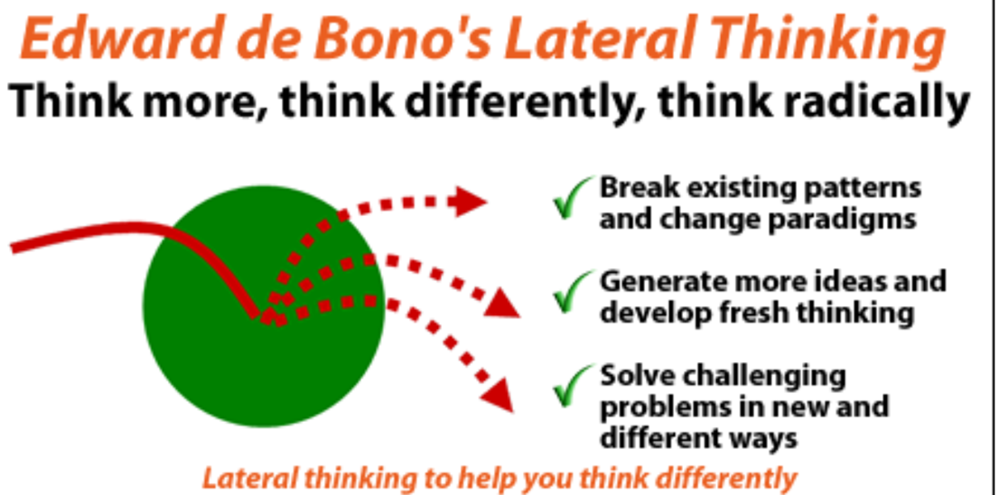 Edward de Bono's Lateral Thinking
Think more, think differently, think radically
Break existing patterns
and change paradigms
Generate more ideas and
develop fresh thinking
Solve challenging
problems in new and
different ways
Lateral thinking to help you think differently